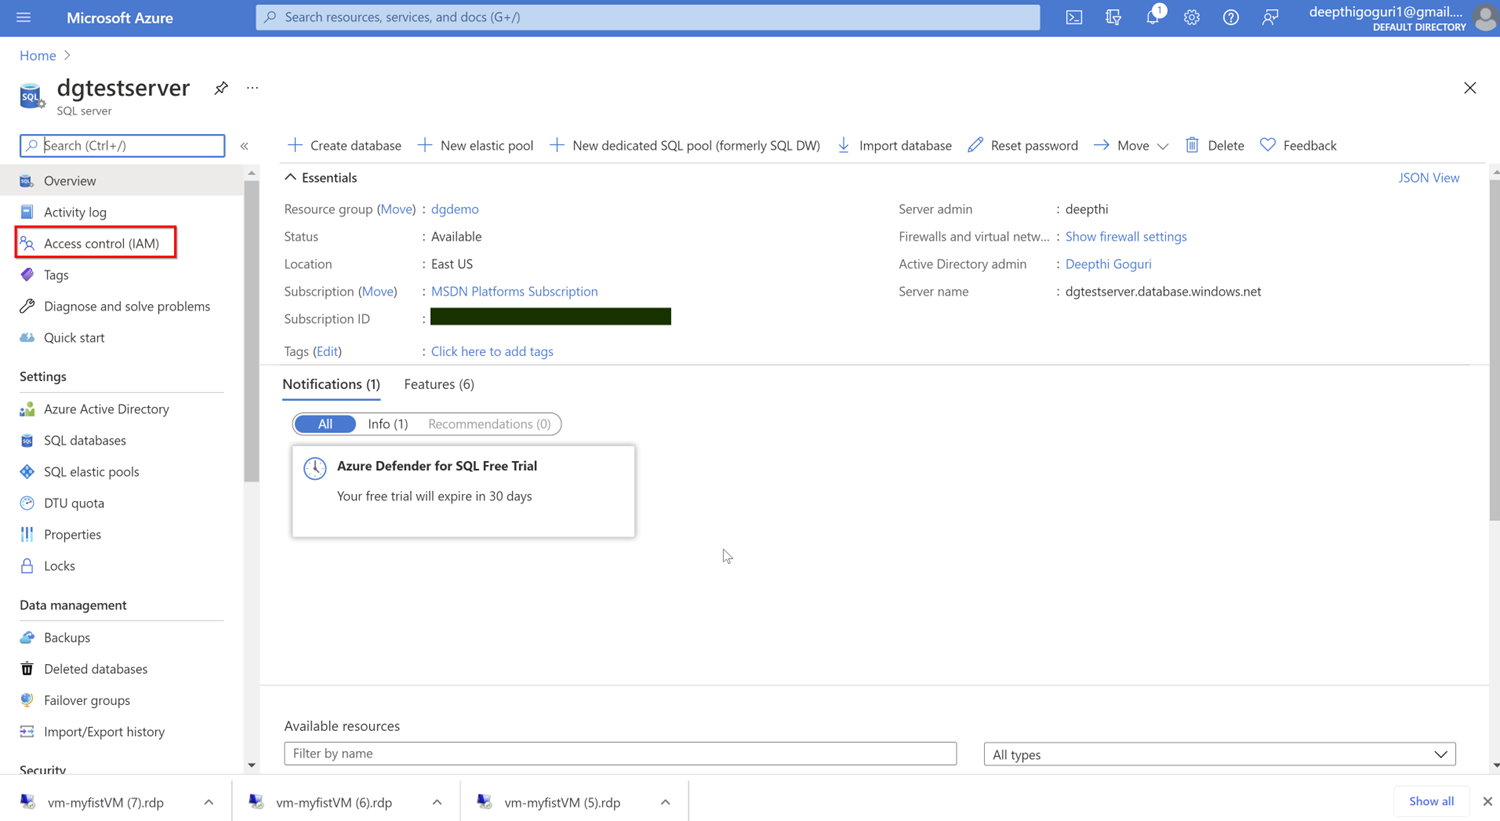 Microsoft Azure
Search resources, services, and docs (G+/)
1
deepthigoguri1@gmail....
DEFAULT DIRECTORY
Home
dgtestserver
SQL server
Search (Ctrl+/)
Create database
New elastic pool
New dedicated SQL pool (formerly SQL DW)
Import database
Reset password
Move
Delete
Feedback
Overview
Activity log
Access control (IAM)
Tags
Diagnose and solve problems
Quick start
Settings
Azure Active Directory
SQL databases
SQL elastic pools
DTU quota
Properties
Locks
Data management
Backups
Deleted databases
Failover groups
Import/Export history
Security
Essentials
JSON View
Resource group (Move) : dgdemo
Status : Available
Location : East US
Subscription (Move) : MSDN Platforms Subscription
Subscription ID :
Tags (Edit) : Click here to add tags
Server admin : deepthi
Firewalls and virtual netw... : Show firewall settings
Active Directory admin : Deepthi Goguri
Server name : dgtestserver.database.windows.net
Notifications (1)
Features (6)
All
Info (1)
Recommendations (0)
Azure Defender for SQL Free Trial
Your free trial will expire in 30 days
Available resources
Filter by name
All types
vm-myfistVM (7).rdp
vm-myfistVM (6).rdp
vm-myfistVM (5).rdp
Show all